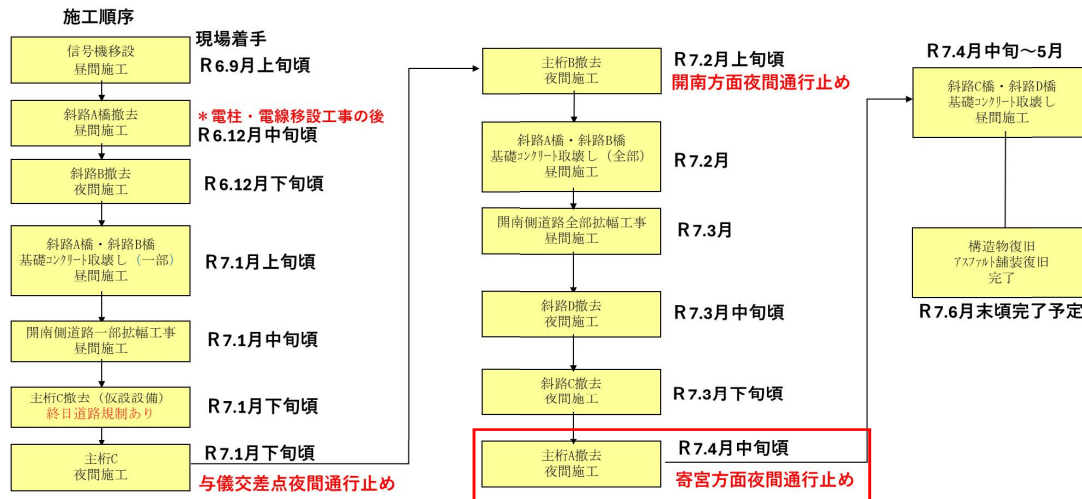 施工順序
信号機移設
昼間施工
現場着手
R6.9月上旬頃
斜路A橋撤去
昼間施工
＊電柱・電線移設工事の後
R6.12月中旬頃
斜路B撤去
夜間施工
R6.12月下旬頃
斜路A橋・斜路B橋
基礎コンクリート取壊し（一部）
昼間施工
R7.1月上旬頃
開南側道路一部拡幅工事
昼間施工
R7.1月中旬頃
主桁C撤去（仮設設備）
終日道路規制あり
R7.1月下旬頃
主桁C
夜間施工
R7.1月下旬頃
与儀交差点夜間通行止め
主桁B撤去
夜間施工
R7.2月上旬頃
開南方面夜間通行止め
斜路A橋・斜路B橋
基礎コンクリート取壊し（全部）
昼間施工
R7.2月
開南側道路全部拡幅工事
昼間施工
R7.3月
斜路D撤去
夜間施工
R7.3月中旬頃
斜路C撤去
夜間施工
R7.3月下旬頃
主桁A撤去
夜間施工
R7.4月中旬頃
寄宮方面夜間通行止め
R7.4月中旬～5月
斜路C橋・斜路D橋
基礎コンクリート取壊し
昼間施工
構造物復旧
アスファルト舗装復旧
完了
R7.6月末頃完了予定